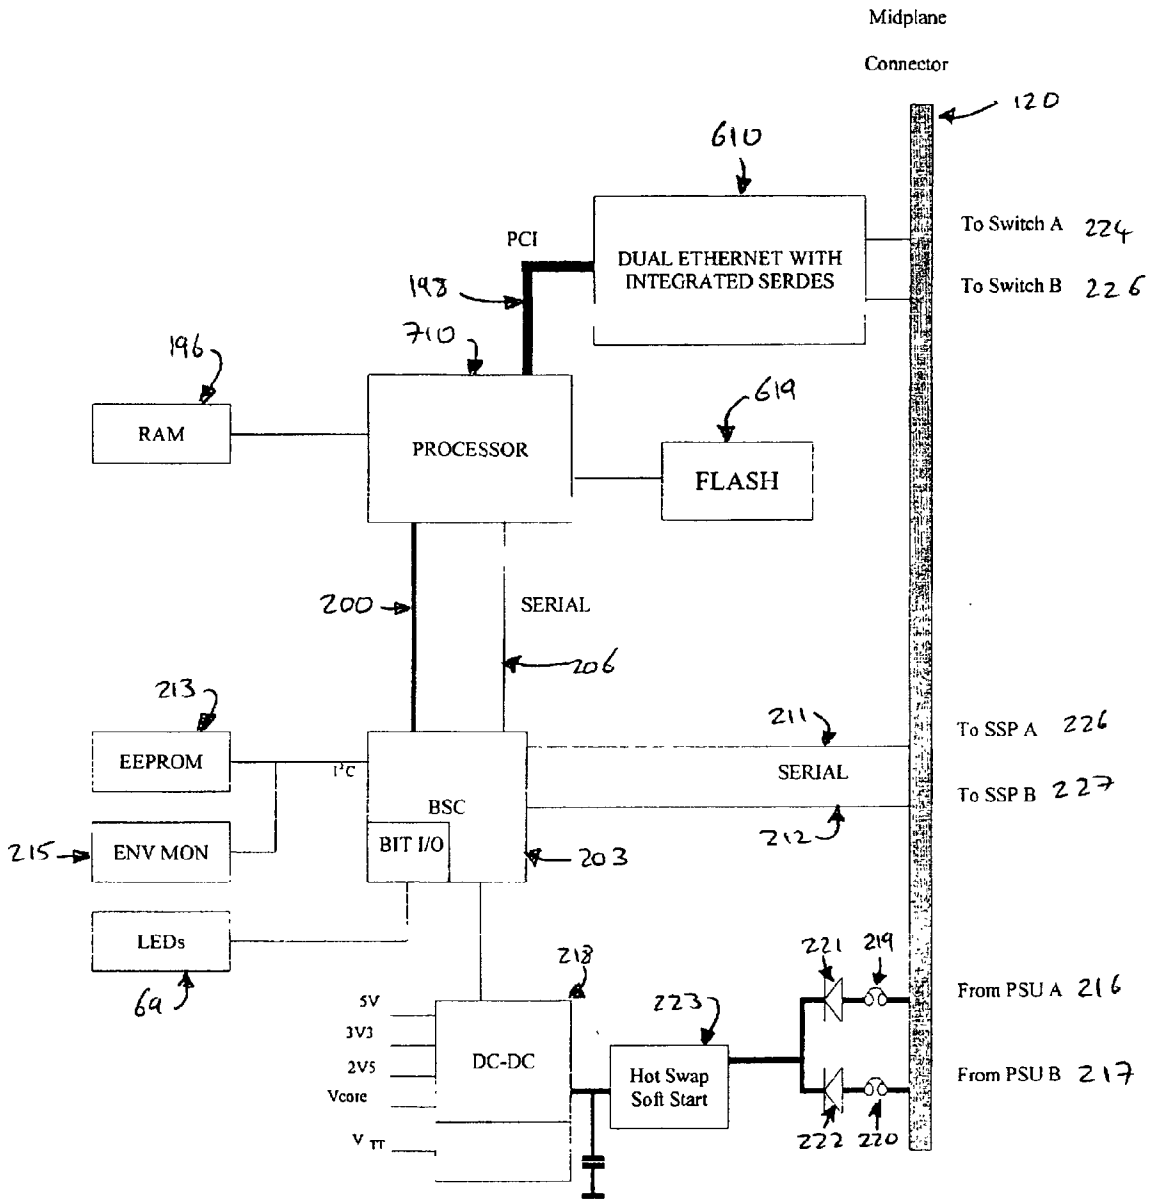 Midplane
Connector
120
610
To Switch A 224
PCI
DUAL ETHERNET WITH
INTEGRATED SERDES
To Switch B 226
198
710
196
619
RAM
PROCESSOR
FLASH
200
SERIAL
206
213
211
To SSP A 226
EEPROM
I²C
SERIAL
To SSP B 227
BSC
212
215
ENV MON
BIT I/O
203
LEDs
69
218
221
219
223
From PSU A 216
5V
3V3
2V5
Vcore
V TT
DC-DC
Hot Swap
Soft Start
From PSU B 217
222
220